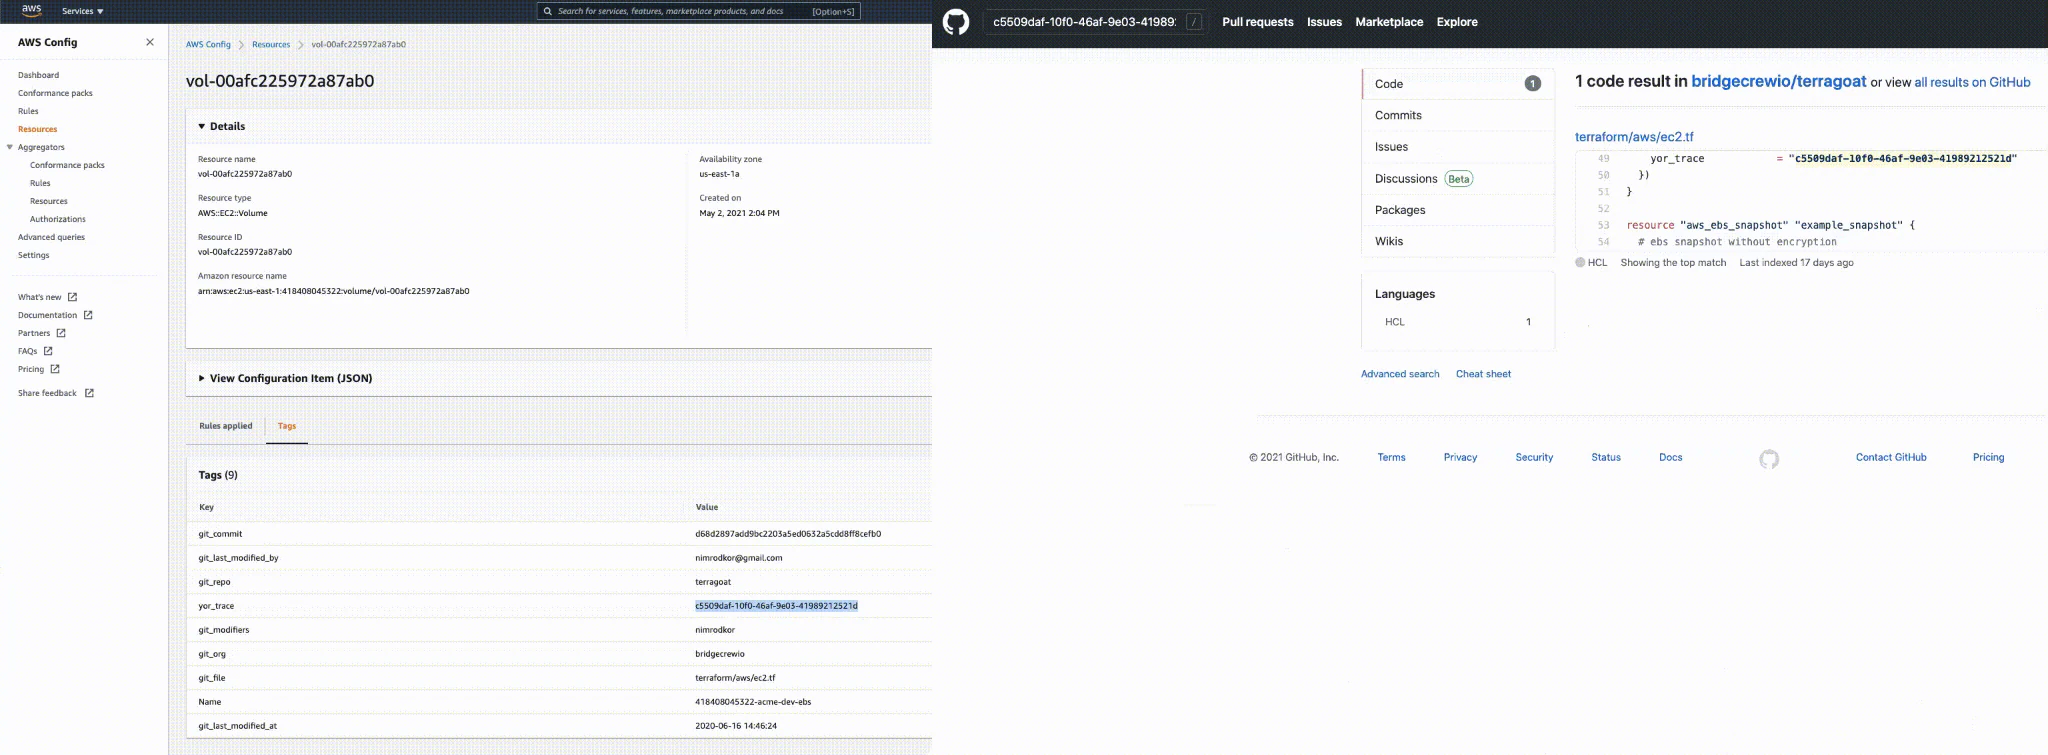 aws
Services ▼
Search for services, features, marketplace products, and docs [Option+S]
AWS Config
Dashboard
Conformance packs
Rules
Resources
Aggregators
Conformance packs
Rules
Resources
Authorizations
Advanced queries
Settings
What's new
Documentation
Partners
FAQs
Pricing
Share feedback
AWS Config > Resources > vol-00afc225972a87ab0
vol-00afc225972a87ab0
▼ Details
Resource name
vol-00afc225972a87ab0
Resource type
AWS::EC2::Volume
Resource ID
vol-00afc225972a87ab0
Amazon resource name
arn:aws:ec2:us-east-1:418408045322:volume/vol-00afc225972a87ab0
Availability zone
us-east-1a
Created on
May 2, 2021 2:04 PM
▶ View Configuration Item (JSON)
Rules applied
Tags
Tags (9)
Key Value
git_commit d68d2897add9bc2203a5ed0632a5cdd8ff8cefb0
git_last_modified_by nimrodkor@gmail.com
git_repo terragoat
yor_trace c5509daf-10f0-46af-9e03-41989212521d
git_modifiers nimrodkor
git_org bridgecrewio
git_file terraform/aws/ec2.tf
Name 418408045322-acme-dev-ebs
git_last_modified_at 2020-06-16 14:46:24
c5509daf-10f0-46af-9e03-41989: /
Pull requests Issues Marketplace Explore
Code 1
Commits
Issues
Discussions Beta
Packages
Wikis
Languages
HCL 1
Advanced search Cheat sheet
1 code result in bridgecrewio/terragoat or view all results on GitHub
terraform/aws/ec2.tf
49 yor_trace = "c5509daf-10f0-46af-9e03-41989212521d"
50 })
51 }
52
53 resource "aws_ebs_snapshot" "example_snapshot" {
54 # ebs snapshot without encryption
HCL Showing the top match Last indexed 17 days ago
© 2021 GitHub, Inc. Terms Privacy Security Status Docs Contact GitHub Pricing